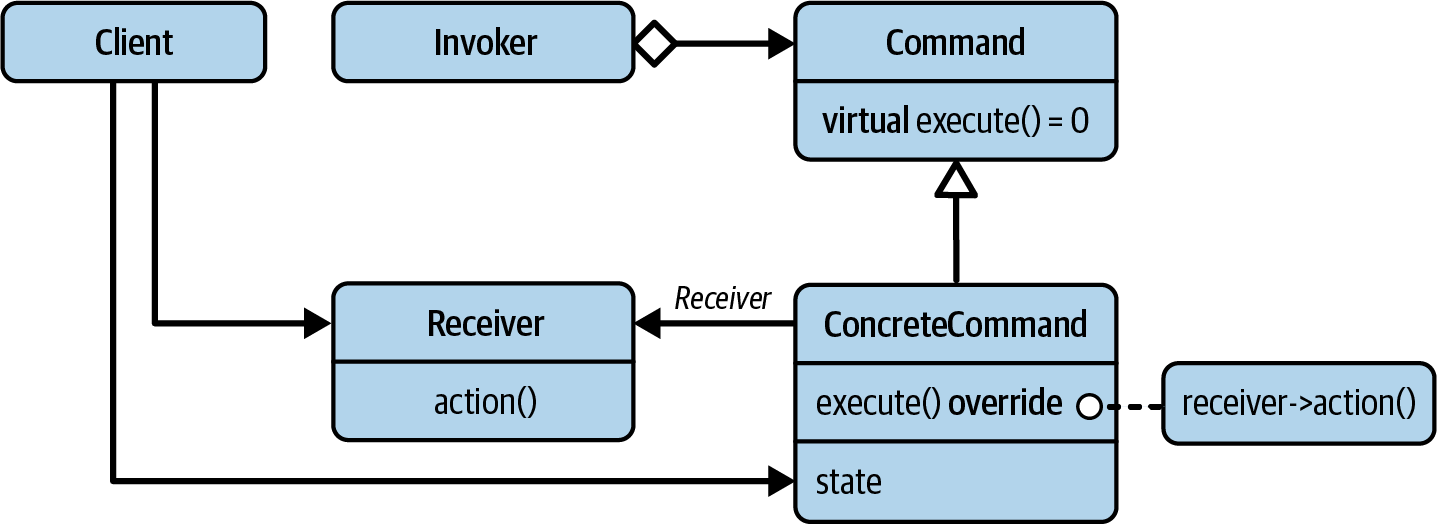 Client
Invoker
Command
virtual execute() = 0
Receiver
Receiver
action()
ConcreteCommand
execute() override
receiver->action()
state